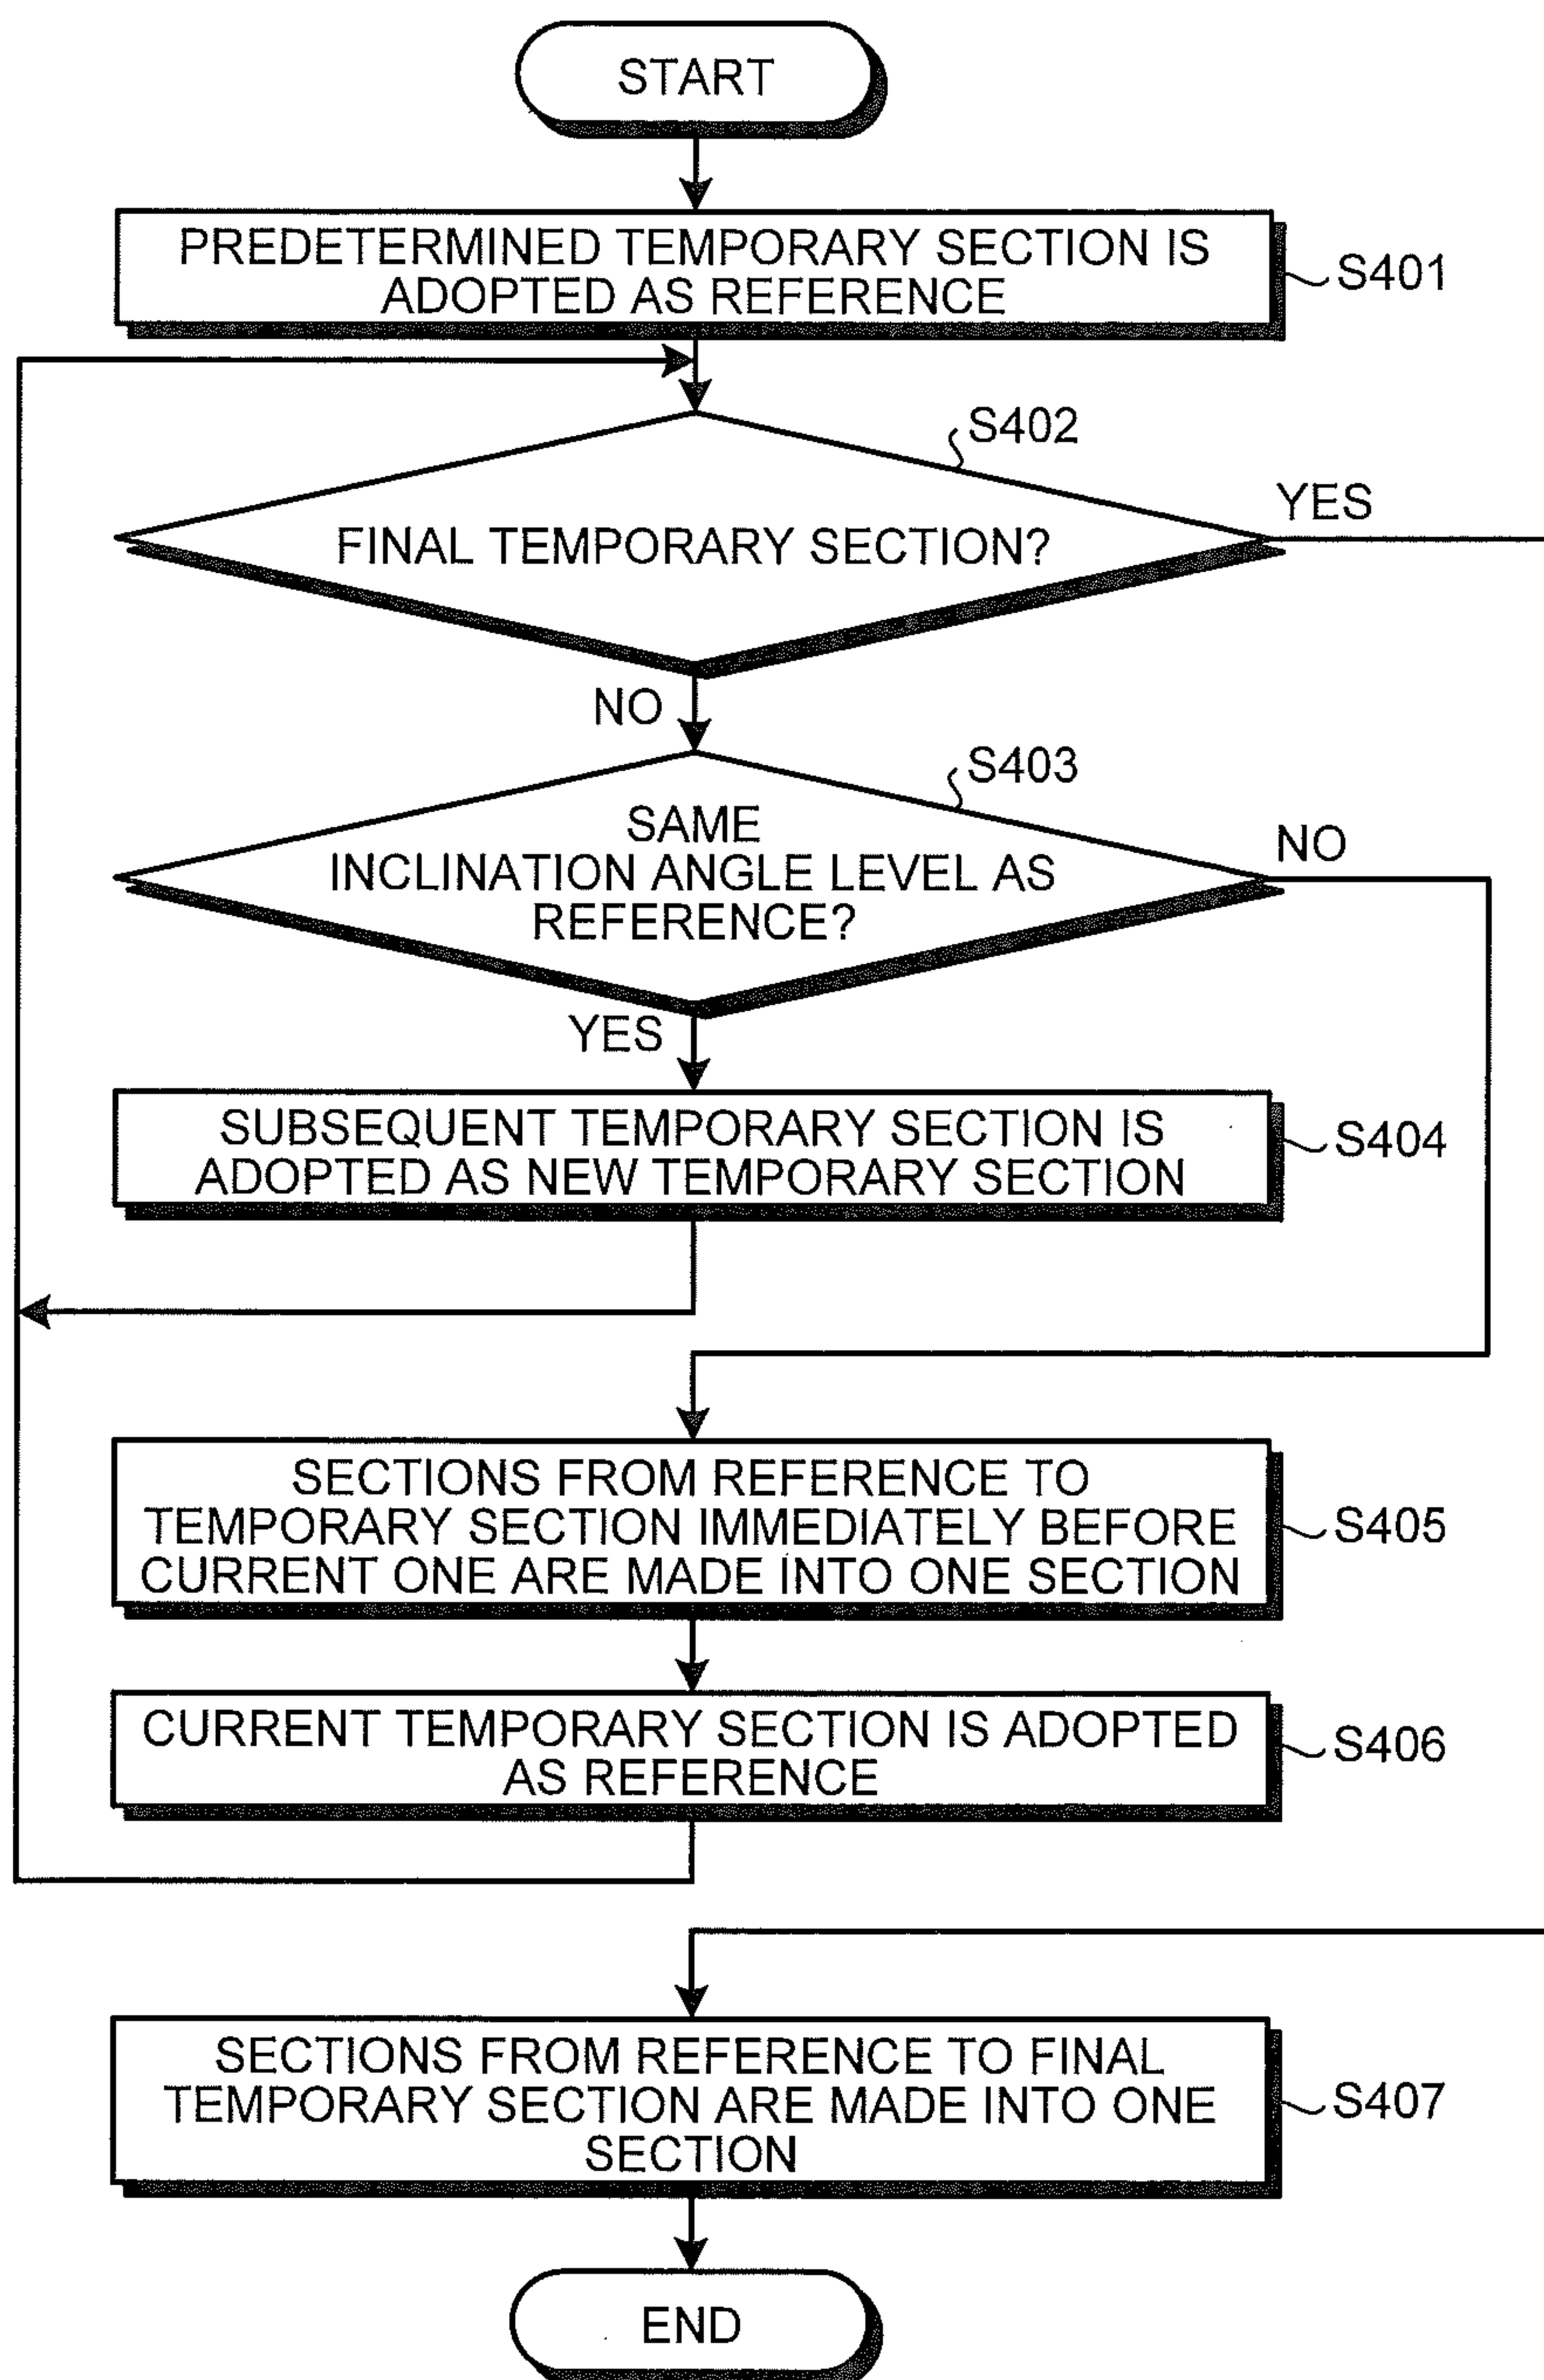 START
PREDETERMINED TEMPORARY SECTION IS
ADOPTED AS REFERENCE
S401
S402
FINAL TEMPORARY SECTION?
YES
NO
S403
SAME
INCLINATION ANGLE LEVEL AS
REFERENCE?
NO
YES
SUBSEQUENT TEMPORARY SECTION IS
ADOPTED AS NEW TEMPORARY SECTION
S404
SECTIONS FROM REFERENCE TO
TEMPORARY SECTION IMMEDIATELY BEFORE
CURRENT ONE ARE MADE INTO ONE SECTION
S405
CURRENT TEMPORARY SECTION IS ADOPTED
AS REFERENCE
S406
SECTIONS FROM REFERENCE TO FINAL
TEMPORARY SECTION ARE MADE INTO ONE
SECTION
S407
END